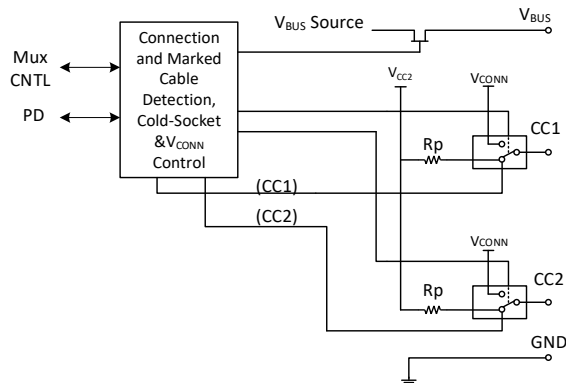 VBUS Source
VBUS
Connection
and Marked
Cable
Detection,
Cold-Socket
&VCONN
Control
Mux
CNTL
PD
VCC2
VCONN
CC1
Rp
(CC1)
(CC2)
VCONN
CC2
Rp
GND